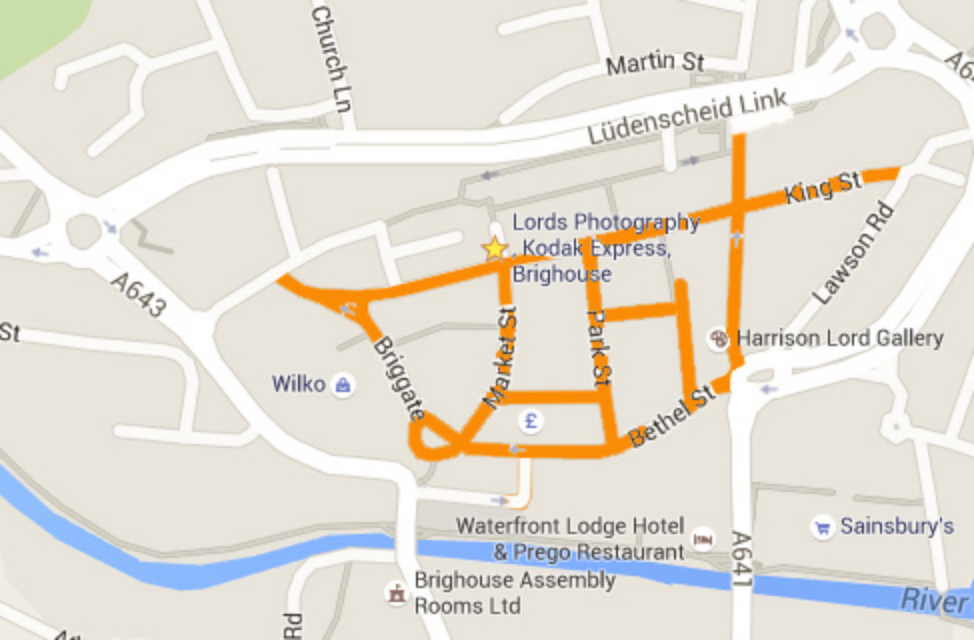 Church Ln
Martin St
A6
Lüdenscheid Link
King St
Lords Photography
, Kodak Express,
Brighouse
Lawson Rd
A643
St
Market St
Park St
Harrison Lord Gallery
Briggate
Wilko
£
Bethel St
Waterfront Lodge Hotel
& Prego Restaurant
Sainsbury's
A641
Brighouse Assembly
Rooms Ltd
River
Rd